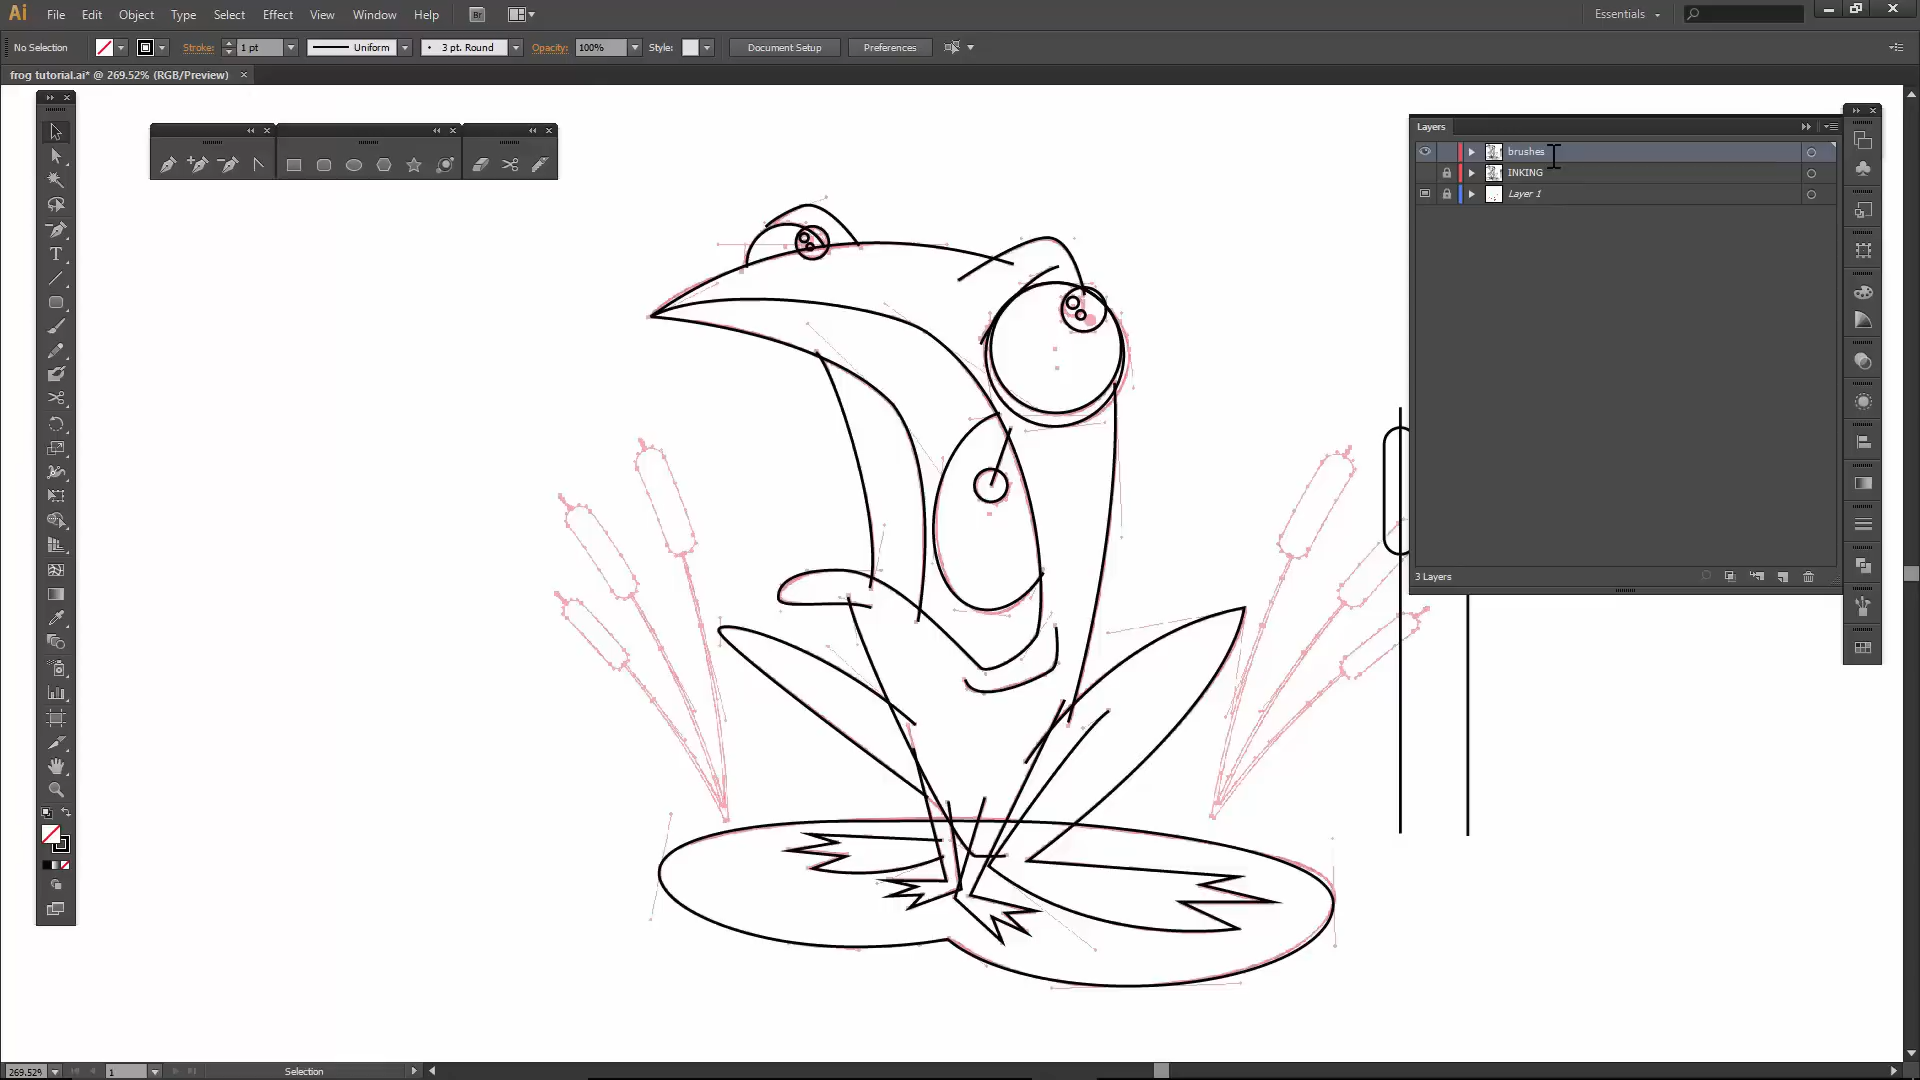 Ai File Edit Object Type Select Effect View Window Help Br Essentials
No Selection Stroke: 1 pt Uniform 3 pt. Round Opacity: 100% Style: Document Setup Preferences
frog tutorial.ai* @ 269.52% (RGB/Preview)
Layers
brushes
INKING
Layer 1
3 Layers
269.52% 1 Selection